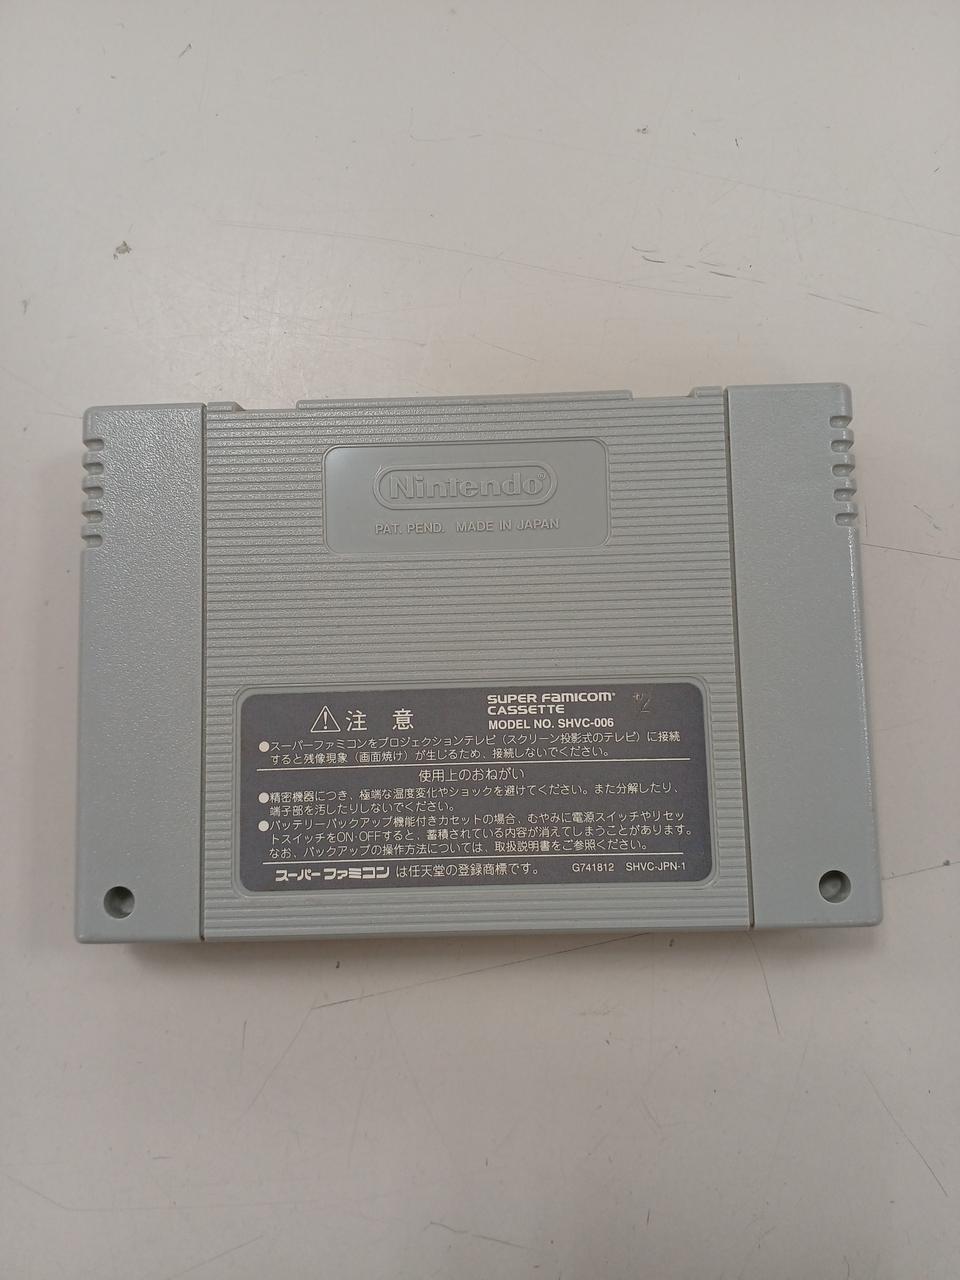 Nintendo®
PAT. PEND. MADE IN JAPAN
注意
SUPER FAMICOM®
CASSETTE
MODEL NO. SHVC-006
●スーパーファミコンをプロジェクションテレビ（スクリーン投影式のテレビ）に接続
すると残像現象（画面焼け）が生じるため、接続しないでください。
使用上のおねがい
●精密機器につき、極端な温度変化やショックを避けてください。また分解したり、
端子部を汚したりしないでください。
●バッテリーバックアップ機能付きカセットの場合、むやみに電源スイッチやリセッ
トスイッチをON・OFFすると、蓄積されている内容が消えてしまうことがあります。
なお、バックアップの操作方法については、取扱説明書をご参照ください。
スーパーファミコンは任天堂の登録商標です。 G741812 SHVC-JPN-1